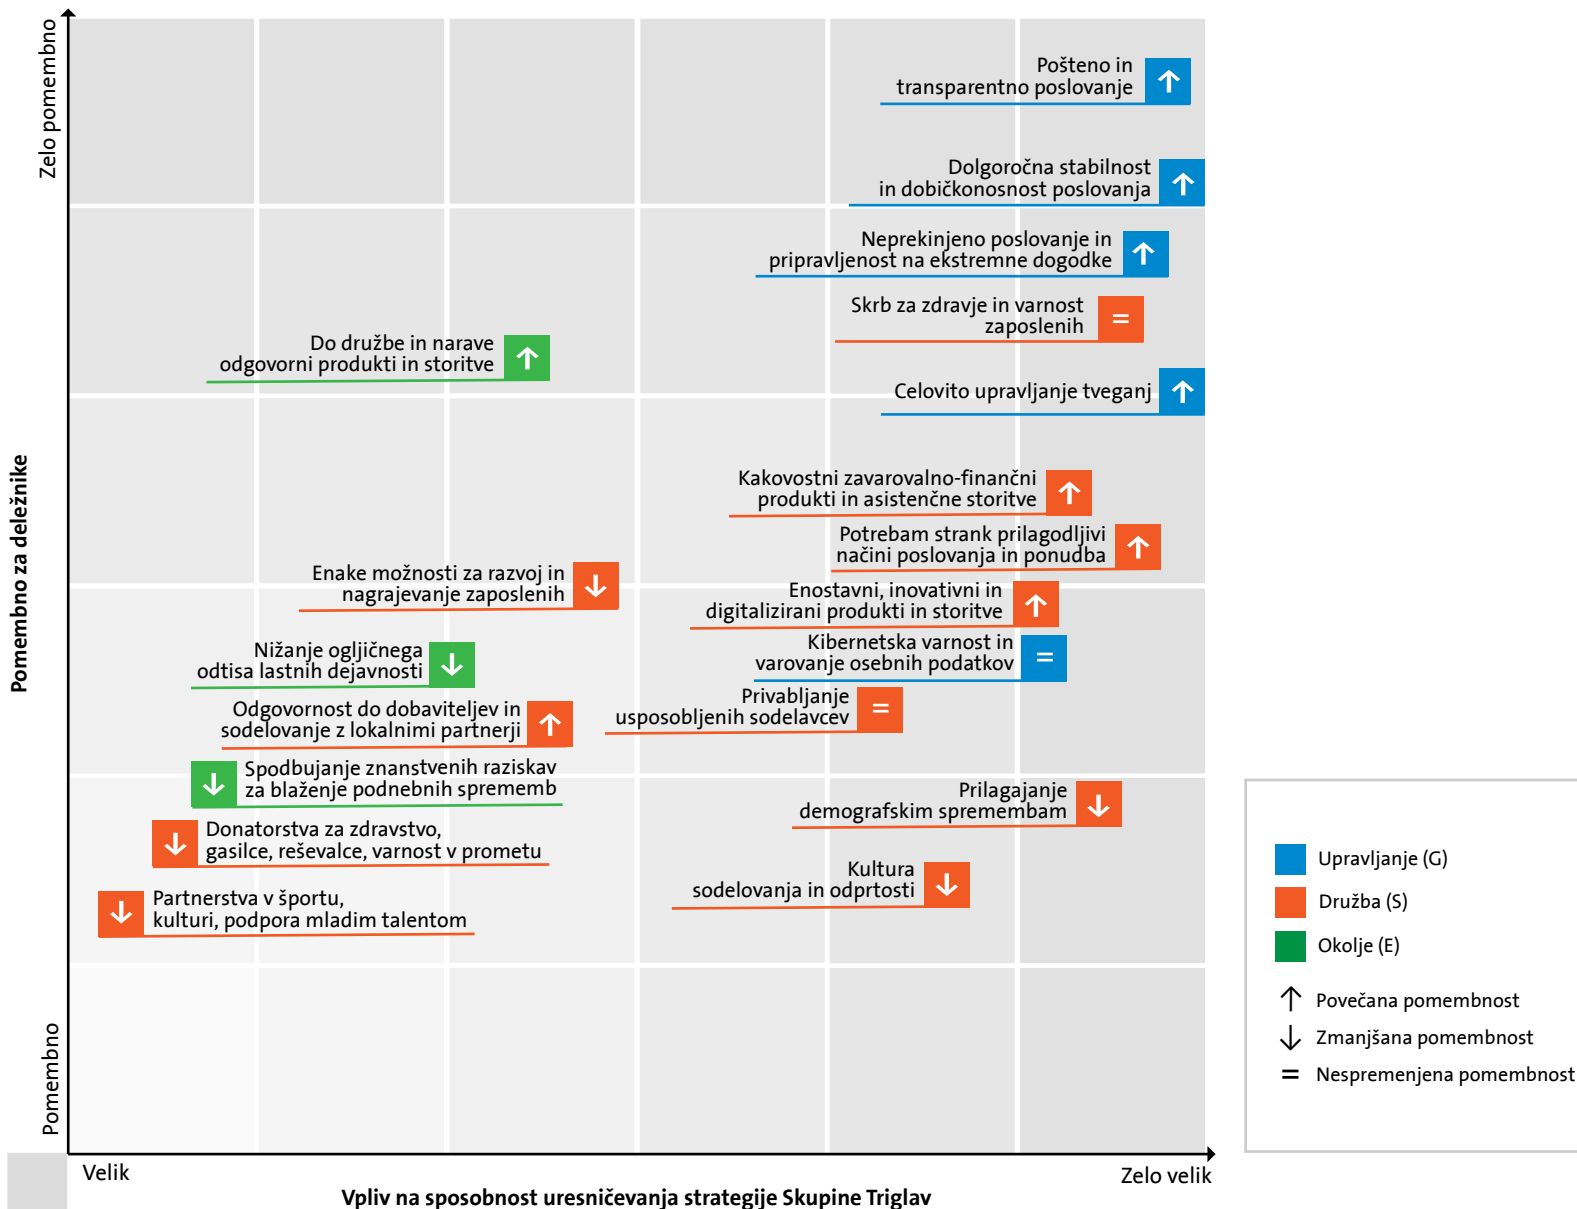 Zelo pomembno
Pomembno za deležnike
Pomembno
Pošteno in
transparentno poslovanje
↑
Dolgoročna stabilnost
in dobičkonosnost poslovanja
↑
Neprekinjeno poslovanje in
pripravljenost na ekstremne dogodke
↑
Skrb za zdravje in varnost
zaposlenih
=
Do družbe in narave
odgovorni produkti in storitve
↑
Celovito upravljanje tveganj
↑
Kakovostni zavarovalno-finančni
produkti in asistenčne storitve
↑
Potrebam strank prilagodljivi
načini poslovanja in ponudba
↑
Enake možnosti za razvoj in
nagrajevanje zaposlenih
↓
Enostavni, inovativni in
digitalizirani produkti in storitve
↑
Nižanje ogljičnega
odtisa lastnih dejavnosti
↓
Kibernetska varnost in
varovanje osebnih podatkov
=
Odgovornost do dobaviteljev in
sodelovanje z lokalnimi partnerji
↑
Privabljanje
usposobljenih sodelavcev
=
↓
Spodbujanje znanstvenih raziskav
za blaženje podnebnih sprememb
Prilagajanje
demografskim spremembam
↓
↓
Donatorstva za zdravstvo,
gasilce, reševalce, varnost v prometu
Kultura
sodelovanja in odprtosti
↓
↓
Partnerstva v športu,
kulturi, podpora mladim talentom
Velik
Zelo velik
Vpliv na sposobnost uresničevanja strategije Skupine Triglav
Upravljanje (G)
Družba (S)
Okolje (E)
↑ Povečana pomembnost
↓ Zmanjšana pomembnost
= Nespremenjena pomembnost